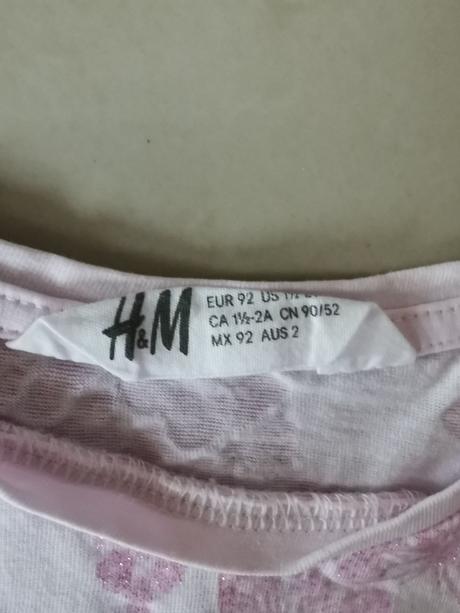 H&M
EUR 92 US
CA 1½-2A CN 90/52
MX 92 AUS 2